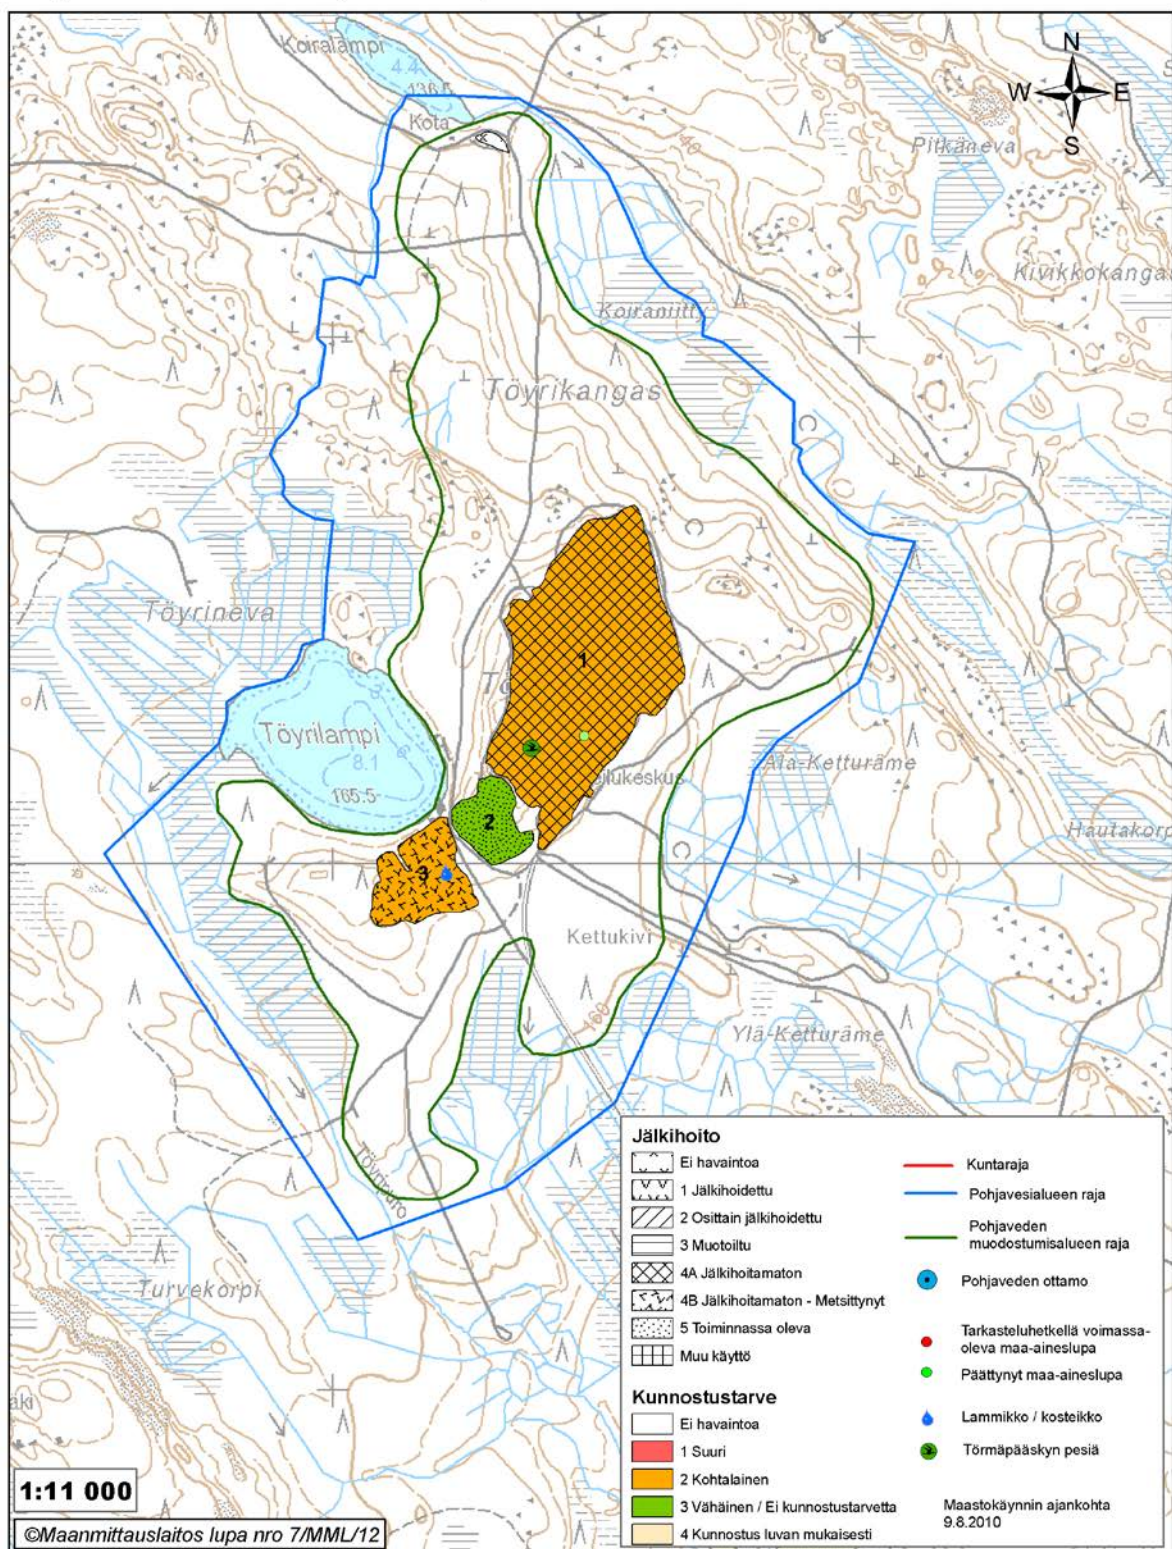 Koiralampi
4.4
136.5
Kota
N
W E
S
Pitkäneva
140
Kivikkokangas
Koiraniitty
Töyrikangas
Töyrineva
1
Töyrilampi
8.1
165.5
Ala-Ketturäme
ilukeskus
2
Hautakorpi
3
Kettukivi
160
Ylä-Ketturäme
Töyripuro
Turvekorpi
aki
Jälkihoito
Ei havaintoa
1 Jälkihoidettu
2 Osittain jälkihoidettu
3 Muotoiltu
4A Jälkihoitamaton
4B Jälkihoitamaton - Metsittynyt
5 Toiminnassa oleva
Muu käyttö
Kunnostustarve
Ei havaintoa
1 Suuri
2 Kohtalainen
3 Vähäinen / Ei kunnostustarvetta
4 Kunnostus luvan mukaisesti
Kuntaraja
Pohjavesialueen raja
Pohjaveden
muodostumisalueen raja
Pohjaveden ottamo
Tarkasteluhetkellä voimassa-
oleva maa-aineslupa
Päättynyt maa-aineslupa
Lammikko / kosteikko
Törmäpääskyn pesiä
Maastokäynnin ajankohta
9.8.2010
1:11 000
©Maanmittauslaitos lupa nro 7/MML/12